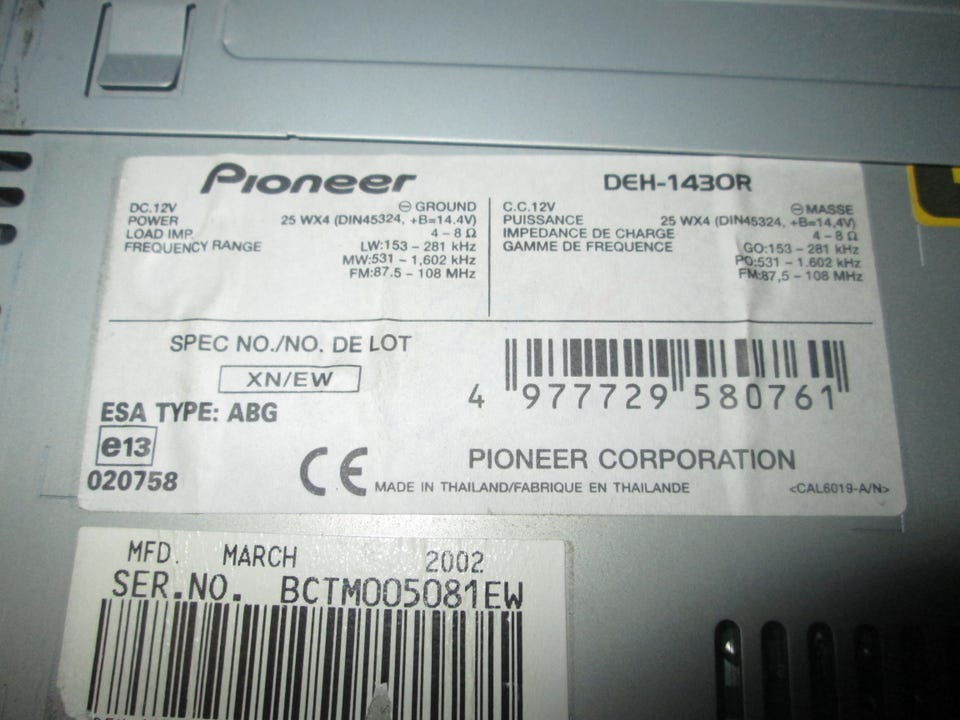 Pioneer
DEH-1430R
DC.12V ⊖GROUND
POWER 25 WX4 (DIN45324, +B=14.4V)
LOAD IMP. 4 – 8 Ω
FREQUENCY RANGE LW:153 – 281 kHz
MW:531 – 1,602 kHz
FM:87.5 – 108 MHz
C.C.12V ⊖MASSE
PUISSANCE 25 WX4 (DIN45324, +B=14,4V)
IMPEDANCE DE CHARGE 4 – 8 Ω
GAMME DE FREQUENCE GO:153 – 281 kHz
PO:531 – 1.602 kHz
FM:87,5 – 108 MHz
SPEC NO./NO. DE LOT
XN/EW
ESA TYPE: ABG
e13
020758
CE
4 977729 580761
PIONEER CORPORATION
MADE IN THAILAND/FABRIQUE EN THAILANDE <CAL6019-A/N>
MFD. MARCH 2002
SER.NO. BCTM005081EW